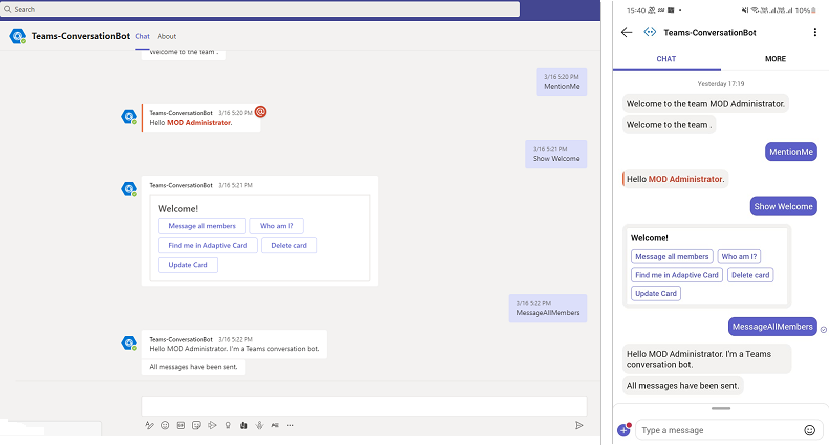 Search
Teams-ConversationBot Chat About
Welcome to the team .
3/16 5:20 PM
MentionMe
Teams-ConversationBot 3/16 5:20 PM
Hello MOD Administrator.
3/16 5:21 PM
Show Welcome
Teams-ConversationBot 3/16 5:21 PM
Welcome!
Message all members Who am I?
Find me in Adaptive Card Delete card
Update Card
3/16 5:22 PM
MessageAllMembers
Teams-ConversationBot 3/16 5:22 PM
Hello MOD Administrator. I'm a Teams conversation bot.
All messages have been sent.
15:40 10%
Teams-ConversationBot
CHAT MORE
Yesterday 17:19
Welcome to the team MOD Administrator.
Welcome to the team .
MentionMe
Hello MOD Administrator.
Show Welcome
Welcome!
Message all members Who am I?
Find me in Adaptive Card Delete card
Update Card
MessageAllMembers
Hello MOD Administrator. I'm a Teams
conversation bot.
All messages have been sent.
Type a message